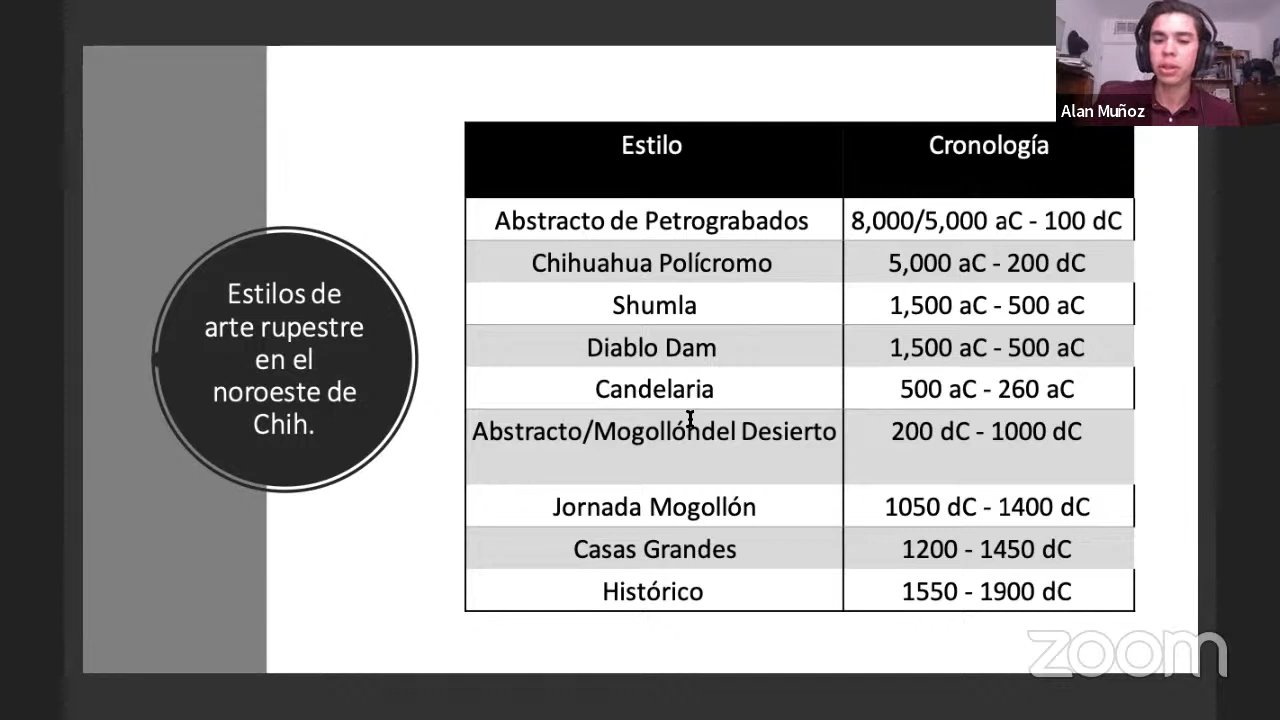 Alan Muñoz
Estilos de
arte rupestre
en el
noroeste de
Chih.
Estilo Cronología
Abstracto de Petrograbados 8,000/5,000 aC - 100 dC
Chihuahua Polícromo 5,000 aC - 200 dC
Shumla 1,500 aC - 500 aC
Diablo Dam 1,500 aC - 500 aC
Candelaria 500 aC - 260 aC
Abstracto/Mogollóndel Desierto 200 dC - 1000 dC
Jornada Mogollón 1050 dC - 1400 dC
Casas Grandes 1200 - 1450 dC
Histórico 1550 - 1900 dC
zoom